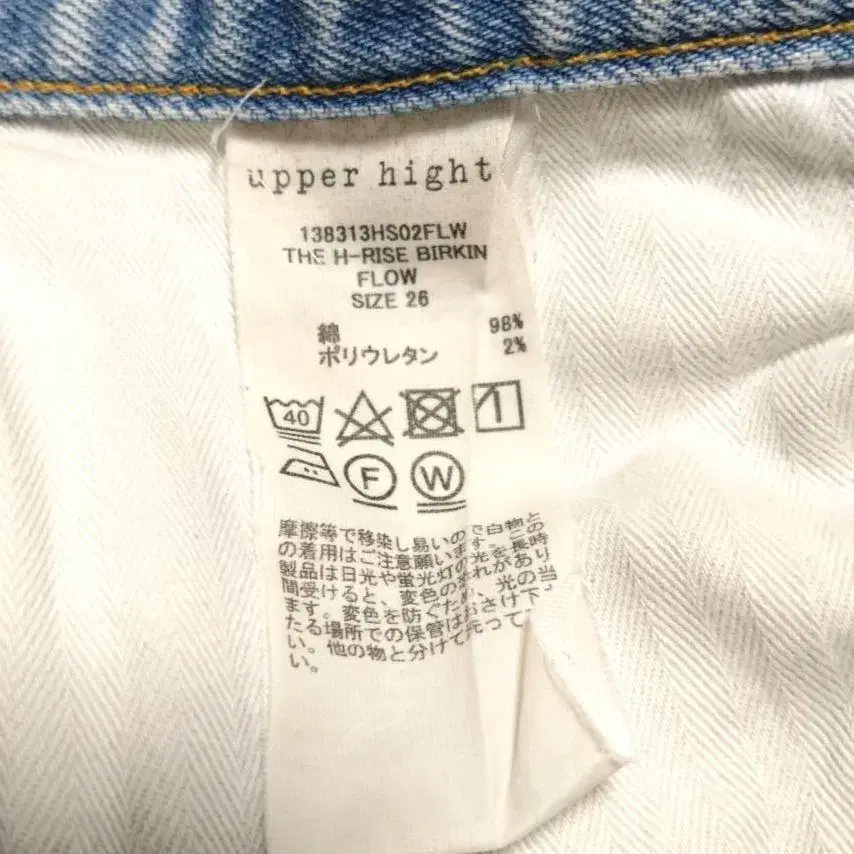 upper hight
138313HS02FLW
THE H-RISE BIRKIN
FLOW
SIZE 26
綿 98%
ポリウレタン 2%
40
F W
摩擦等で移染し易いのです。白物と
の着用はご注意願います。この
製品は日光や蛍光灯の光を長時
間受けると、変色の恐れがあり
ます。変色を防ぐため、光の当
たる場所での保管はおさけ下さ
い。他の物と分けて洗って
い。